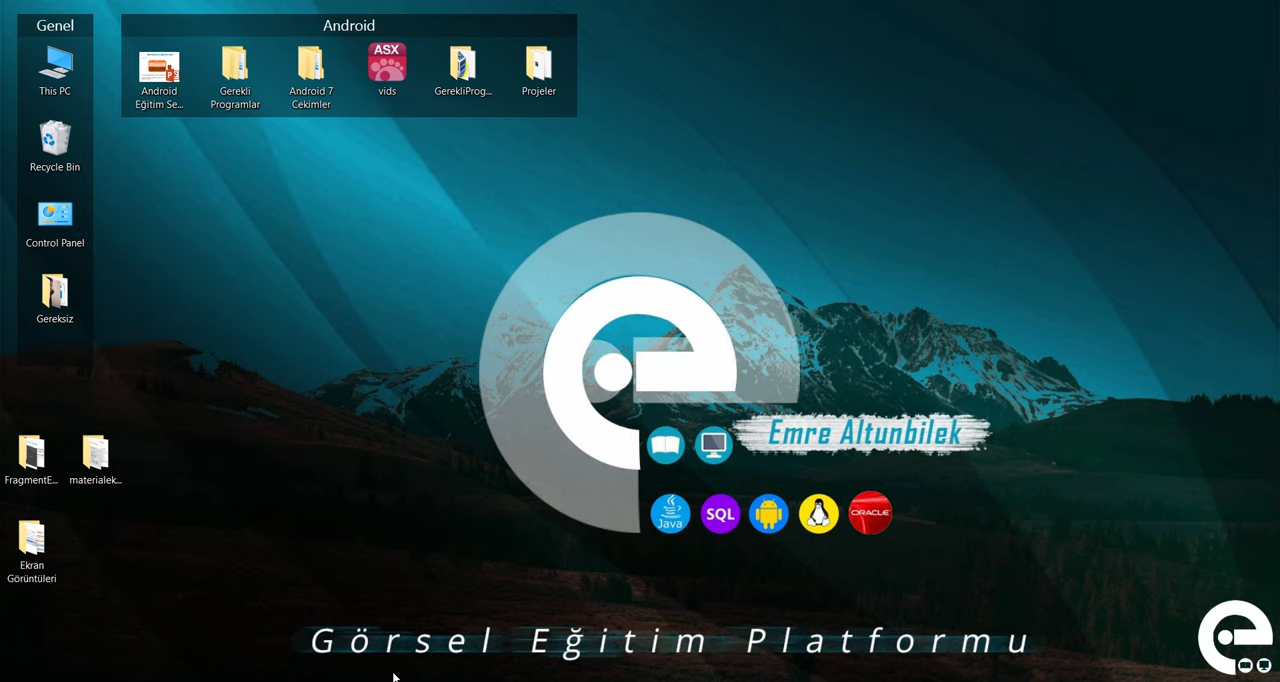 Genel
This PC
Recycle Bin
Control Panel
Gereksiz
Android
Android
Eğitim Se...
Gerekli
Programlar
Android 7
Cekimler
ASX
vids
GerekliProg...
Projeler
FragmentE...
materialek...
Ekran
Görüntüleri
Emre Altunbilek
Java
SQL
ORACLE
Görsel Eğitim Platformu